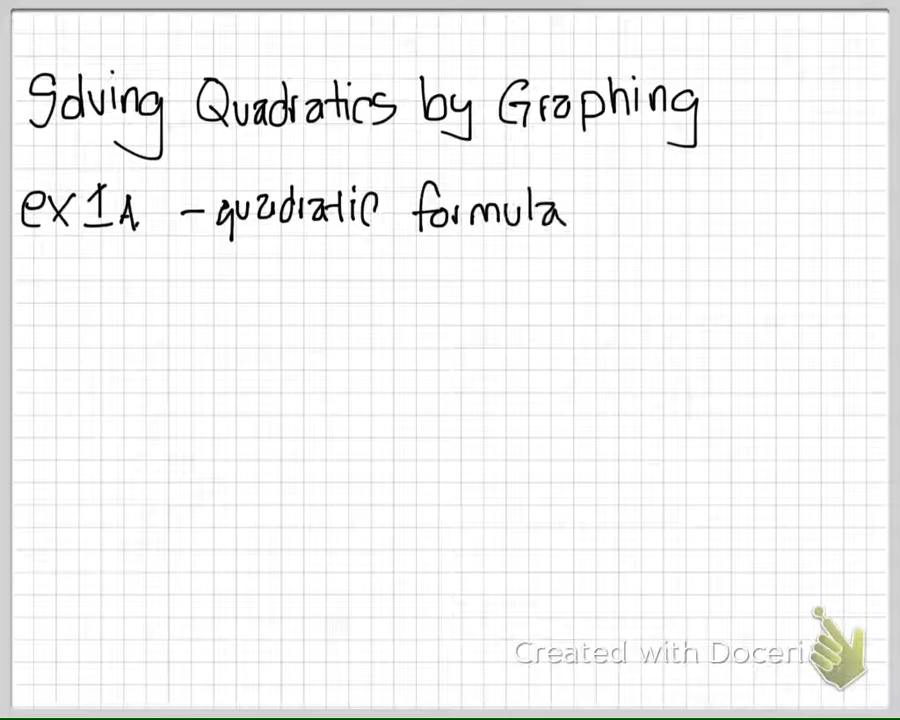 Solving Quadratics by Graphing
ex 1A - quadratic formula
Created with Doceri